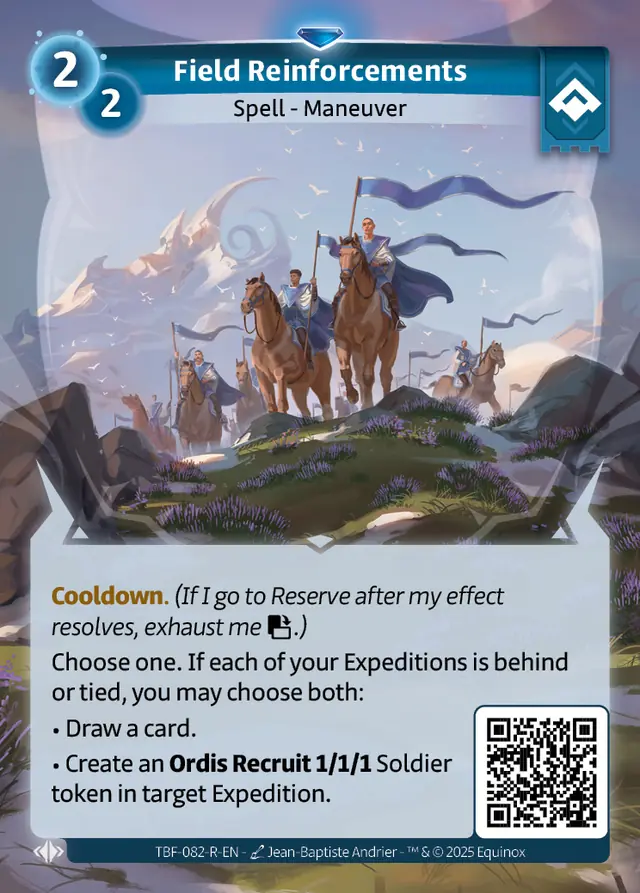 2
2
Field Reinforcements
Spell - Maneuver
Cooldown. (If I go to Reserve after my effect
resolves, exhaust me .)
Choose one. If each of your Expeditions is behind
or tied, you may choose both:
• Draw a card.
• Create an Ordis Recruit 1/1/1 Soldier
token in target Expedition.
TBF-082-R-EN - Jean-Baptiste Andrier - ™ & © 2025 Equinox